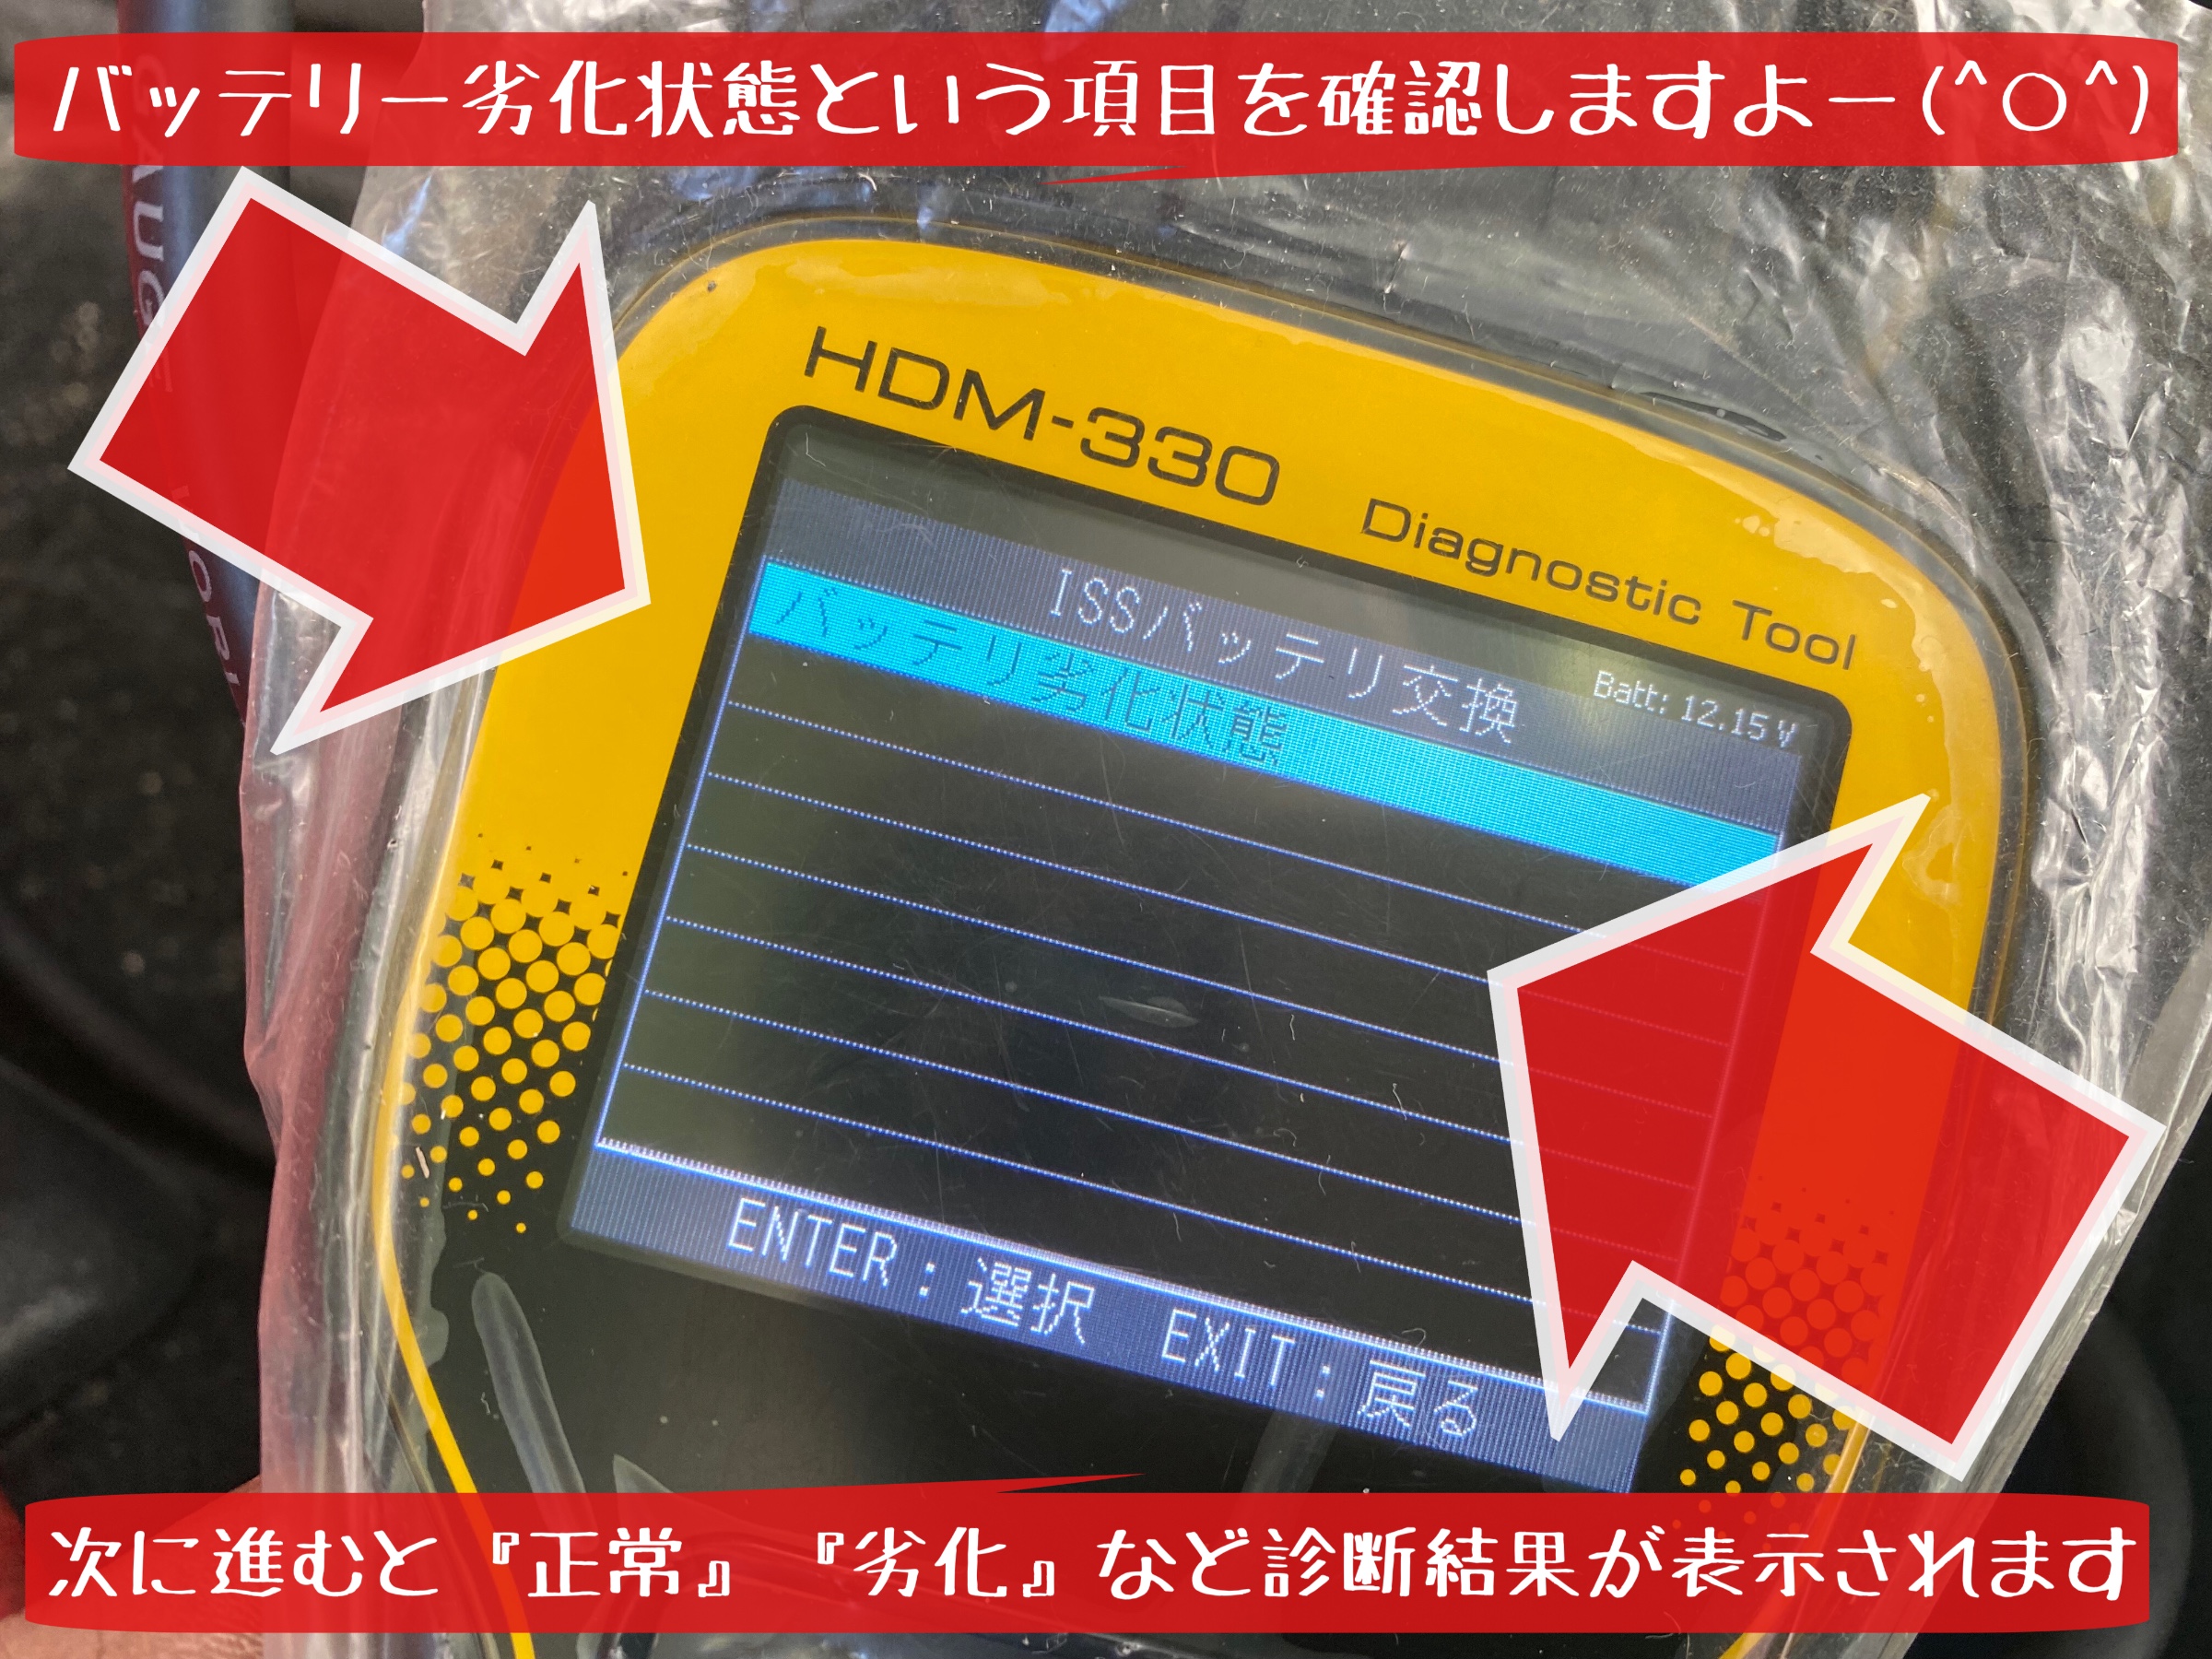 バッテリー劣化状態という項目を確認しますよー(^○^)
HDM-330 Diagnostic Tool
ISSバッテリ交換 Batt: 12.15 V
バッテリ劣化状態
ENTER：選択 EXIT：戻る
次に進むと『正常』『劣化』など診断結果が表示されます